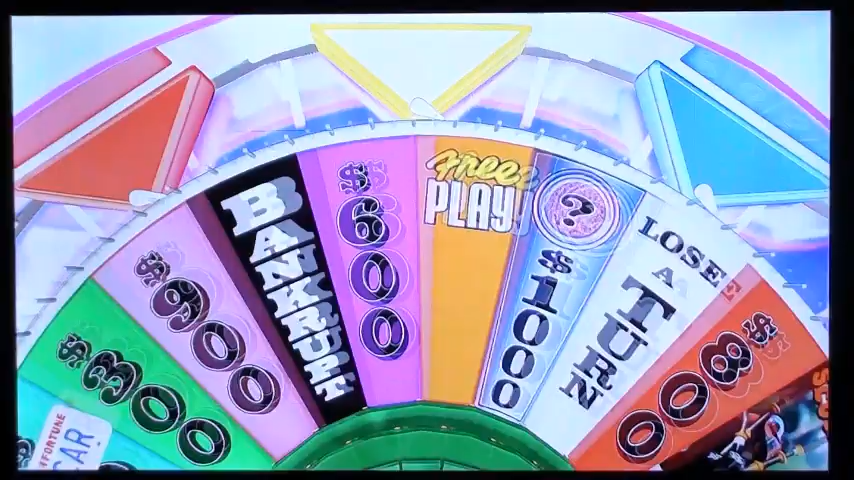 $300
$900
BANKRUPT
$600
Free
PLAY
?
$1000
LOSE
A
TURN
$800
FORTUNE
CAR